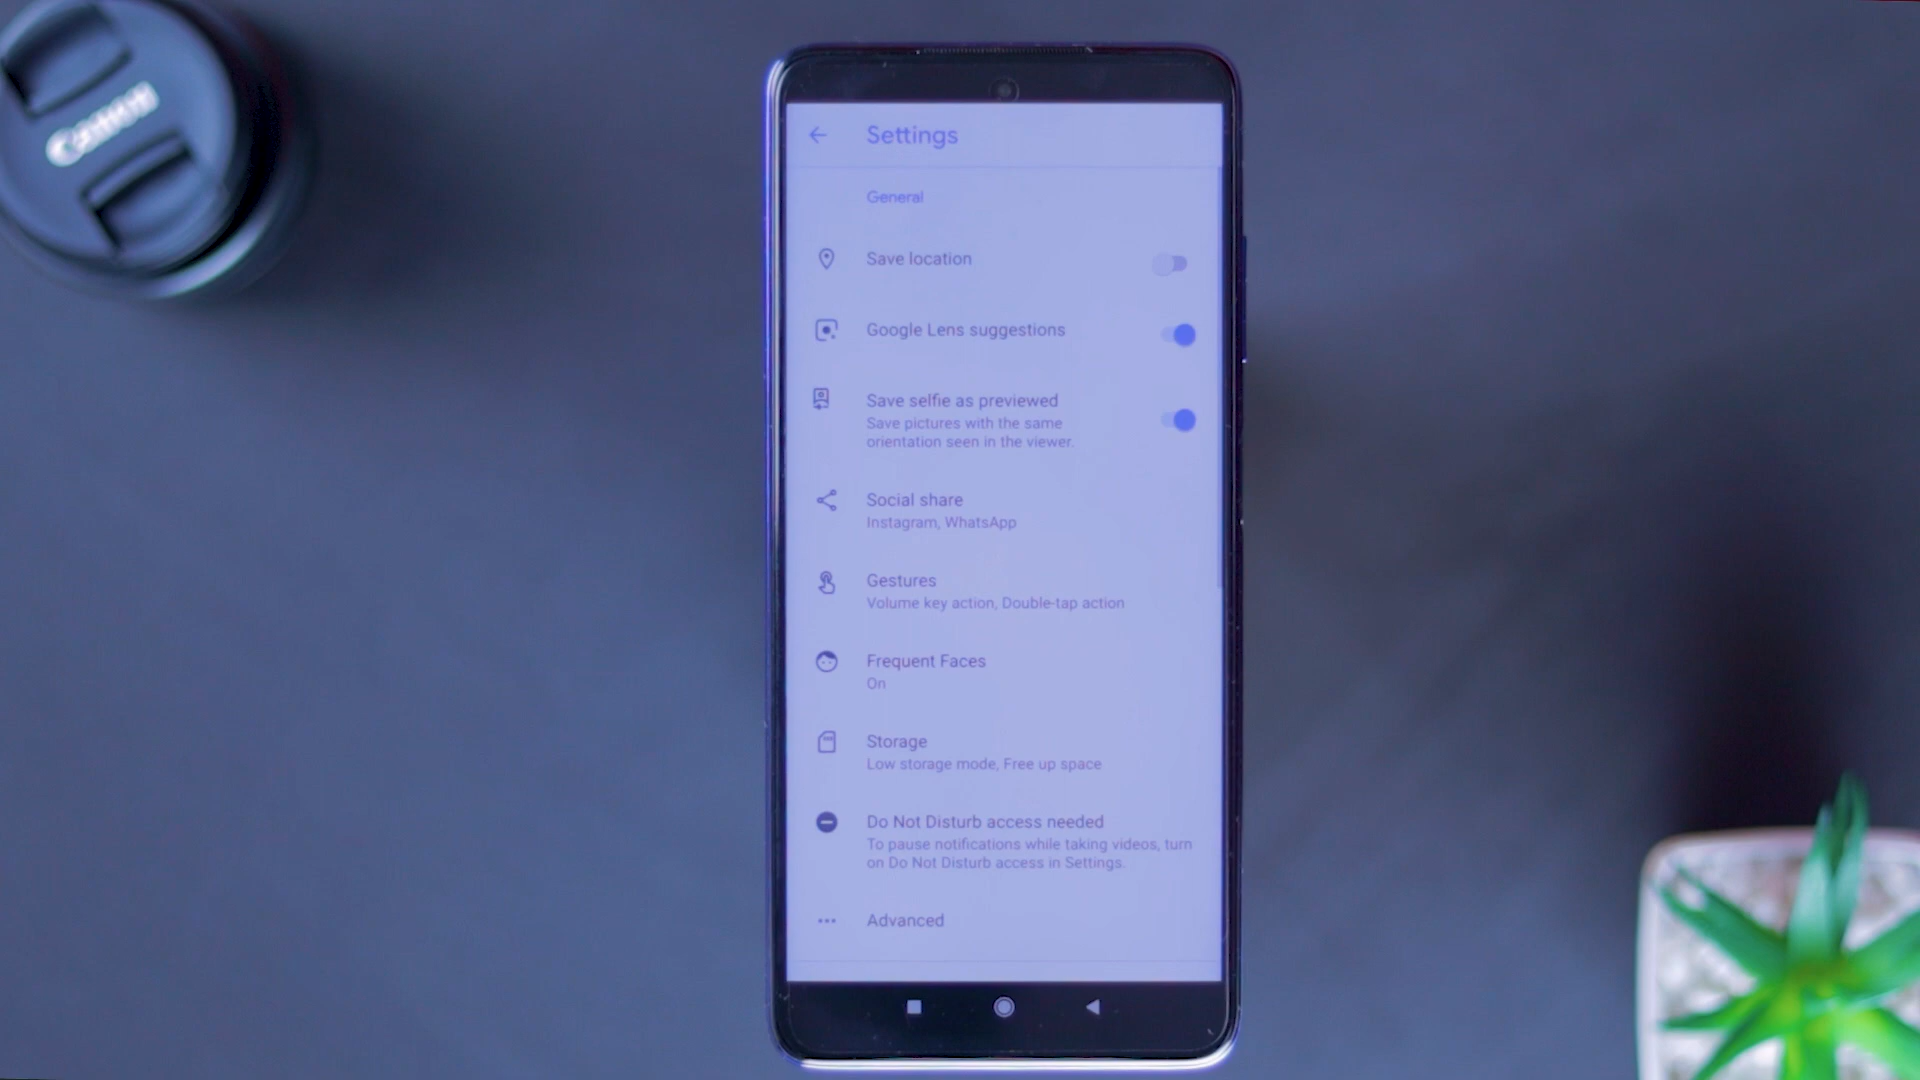 Canon
Settings
General
Save location
Google Lens suggestions
Save selfie as previewed
Save pictures with the same
orientation seen in the viewer.
Social share
Instagram, WhatsApp
Gestures
Volume key action, Double-tap action
Frequent Faces
On
Storage
Low storage mode, Free up space
Do Not Disturb access needed
To pause notifications while taking videos, turn
on Do Not Disturb access in Settings.
Advanced